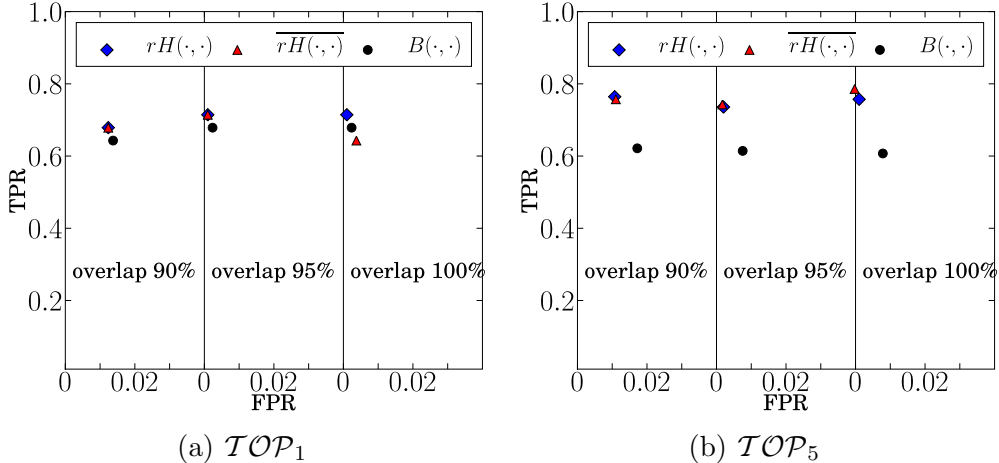 1.0
rH(·,·) \overline{rH(·,·)} B(·,·)
0.8
0.6
TPR
0.4
overlap 90% overlap 95% overlap 100%
0.2
0 0.02 0 0.02 0 0.02
FPR
(a) 𝒯𝒪𝒫₁
1.0
rH(·,·) \overline{rH(·,·)} B(·,·)
0.8
0.6
TPR
0.4
overlap 90% overlap 95% overlap 100%
0.2
0 0.02 0 0.02 0 0.02
FPR
(b) 𝒯𝒪𝒫₅